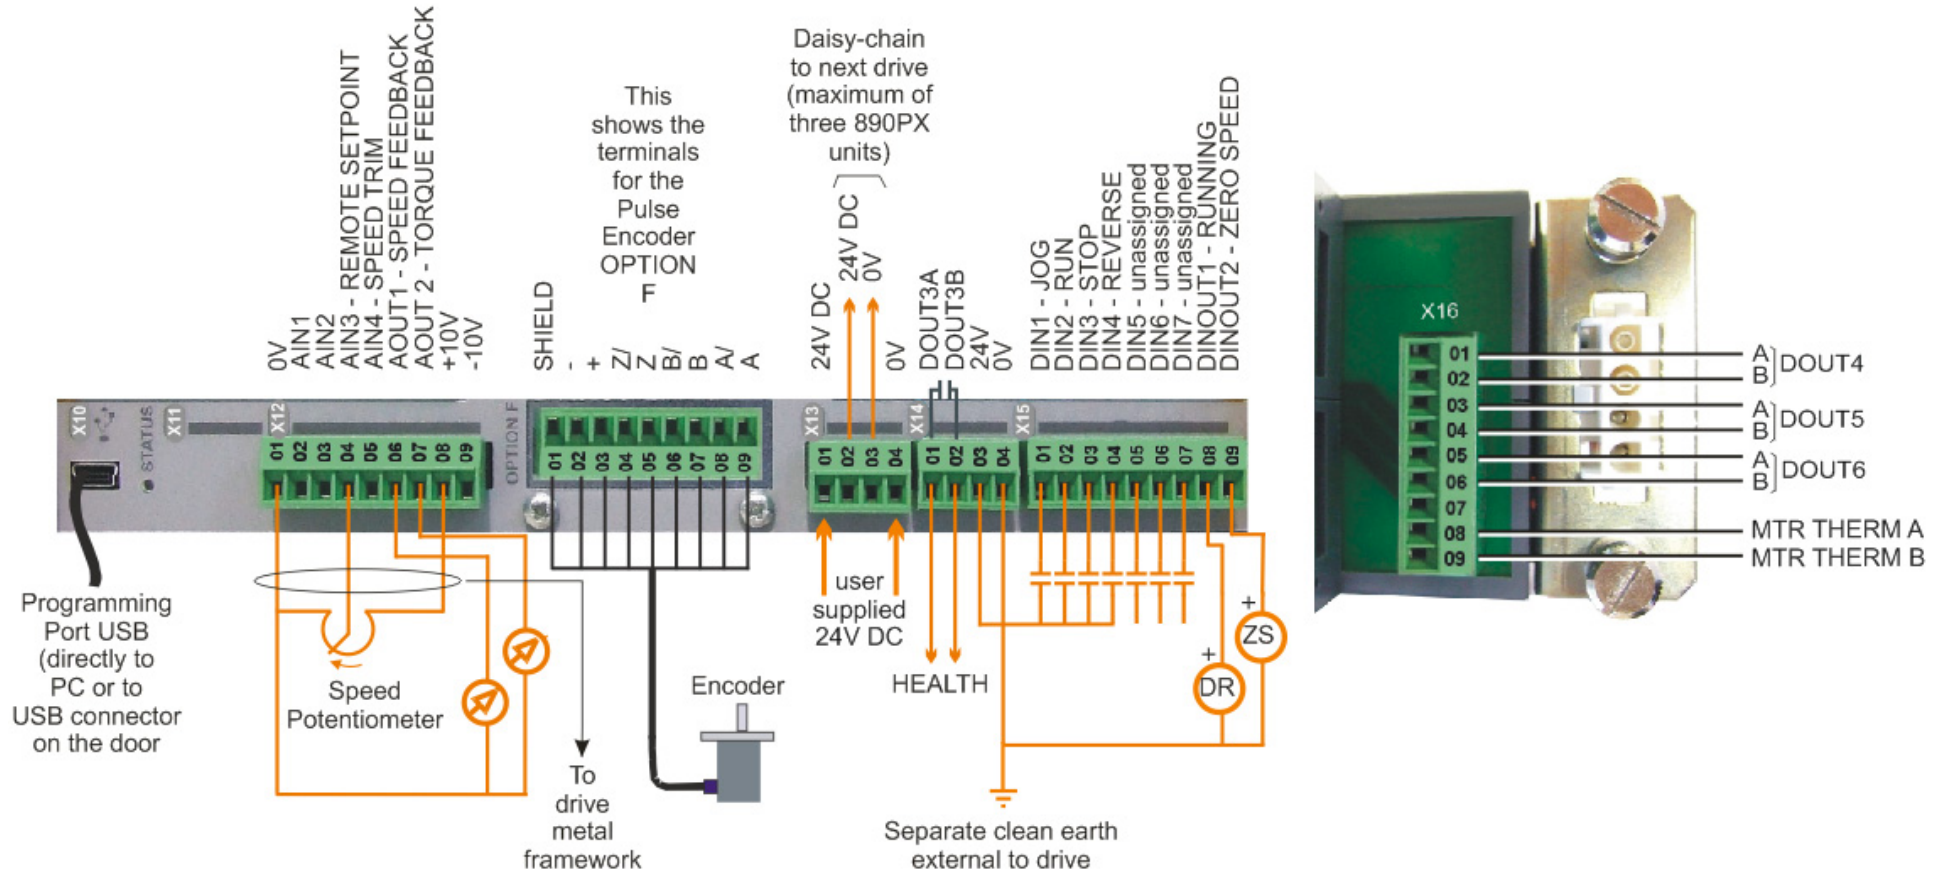 Daisy-chain
to next drive
(maximum of
three 890PX
units)
This
shows the
terminals
for the
Pulse
Encoder
OPTION
F
0V
AIN1
AIN2
AIN3 - REMOTE SETPOINT
AIN4 - SPEED TRIM
AOUT1 - SPEED FEEDBACK
AOUT 2 - TORQUE FEEDBACK
+10V
-10V
SHIELD
-
+
Z/
Z
B/
B
A/
A
24V DC
24V DC
0V
0V
DOUT3A
DOUT3B
24V
0V
DIN1 - JOG
DIN2 - RUN
DIN3 - STOP
DIN4 - REVERSE
DIN5 - unassigned
DIN6 - unassigned
DIN7 - unassigned
DINOUT1 - RUNNING
DINOUT2 - ZERO SPEED
X10
STATUS
X11
X12
01 02 03 04 05 06 07 08 09
OPTION F
01 02 03 04 05 06 07 08 09
X13
01 02 03 04
X14
01 02 03 04
X15
01 02 03 04 05 06 07 08 09
Programming
Port USB
(directly to
PC or to
USB connector
on the door
Speed
Potentiometer
To
drive
metal
framework
Encoder
user
supplied
24V DC
HEALTH
+
DR
+
ZS
Separate clean earth
external to drive
X16
01 A
02 B
DOUT4
03 A
04 B
DOUT5
05 A
06 B
DOUT6
07
08 MTR THERM A
09 MTR THERM B